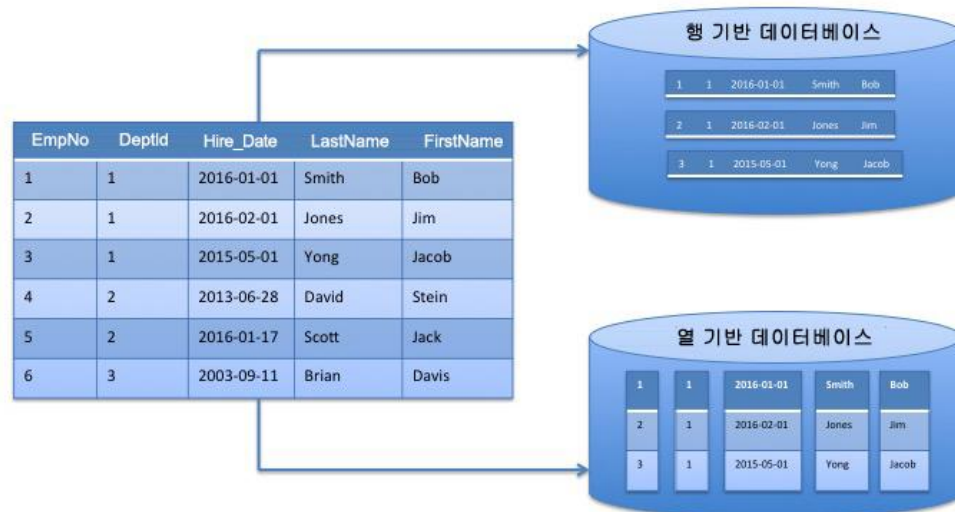 EmpNo DeptId Hire_Date LastName FirstName
1 1 2016-01-01 Smith Bob
2 1 2016-02-01 Jones Jim
3 1 2015-05-01 Yong Jacob
4 2 2013-06-28 David Stein
5 2 2016-01-17 Scott Jack
6 3 2003-09-11 Brian Davis
행 기반 데이터베이스
1 1 2016-01-01 Smith Bob
2 1 2016-02-01 Jones Jim
3 1 2015-05-01 Yong Jacob
열 기반 데이터베이스
1 1 2016-01-01 Smith Bob
2 1 2016-02-01 Jones Jim
3 1 2015-05-01 Yong Jacob